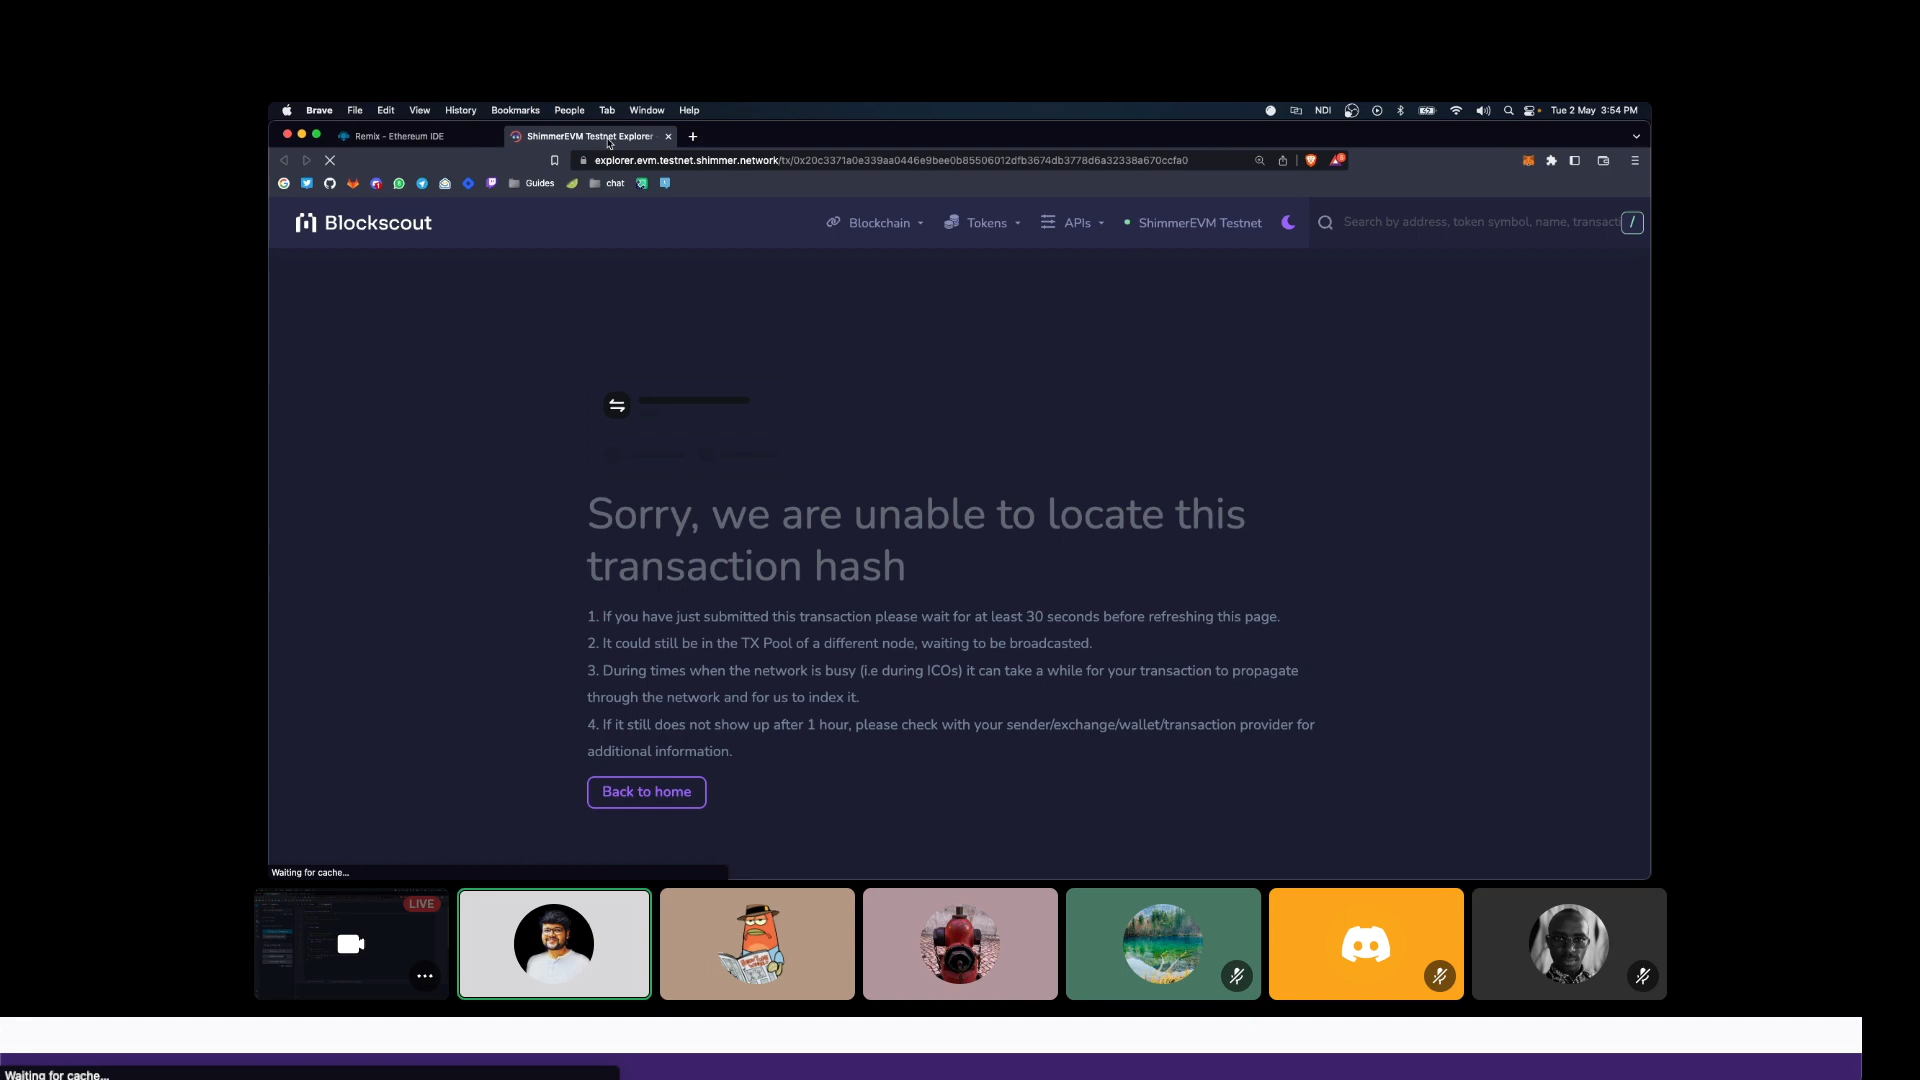 Brave File Edit View History Bookmarks People Tab Window Help NDI Tue 2 May 3:54 PM
Remix - Ethereum IDE ShimmerEVM Testnet Explorer
explorer.evm.testnet.shimmer.network/tx/0x20c3371a0e339aa0446e9bee0b85506012dfb3674db3778d6a32338a670ccfa0
Guides chat
Blockscout Blockchain Tokens APIs ShimmerEVM Testnet Search by address, token symbol, name, transacti /
Sorry, we are unable to locate this
transaction hash
1. If you have just submitted this transaction please wait for at least 30 seconds before refreshing this page.
2. It could still be in the TX Pool of a different node, waiting to be broadcasted.
3. During times when the network is busy (i.e during ICOs) it can take a while for your transaction to propagate
through the network and for us to index it.
4. If it still does not show up after 1 hour, please check with your sender/exchange/wallet/transaction provider for
additional information.
Back to home
Waiting for cache...
LIVE
Waiting for cache...